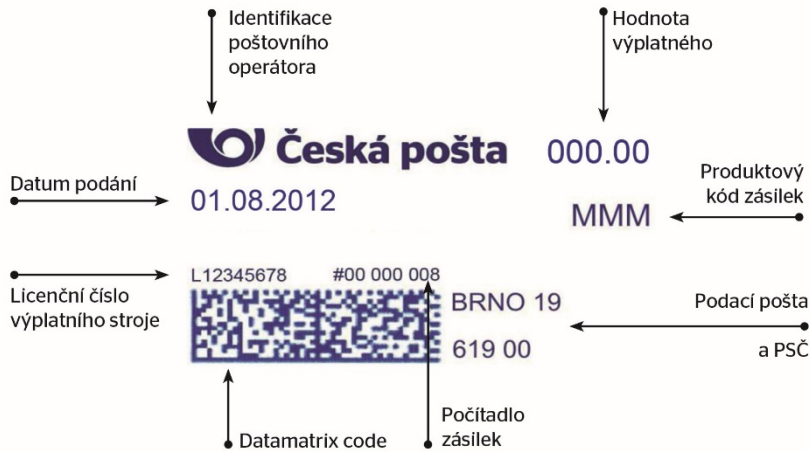 Identifikace
poštovního
operátora
Hodnota
výplatného
Česká pošta
000.00
Datum podání
01.08.2012
Produktový
kód zásilek
MMM
L12345678
#00 000 008
Licenční číslo
výplatního stroje
BRNO 19
619 00
Podací pošta
a PSČ
Datamatrix code
Počítadlo
zásilek